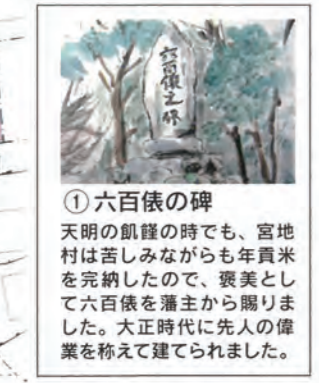 六百俵之碑
①六百俵の碑
天明の飢饉の時でも、宮地
村は苦しみながらも年貢米
を完納したので、褒美とし
て六百俵を藩主から賜りま
した。大正時代に先人の偉
業を称えて建てられました。